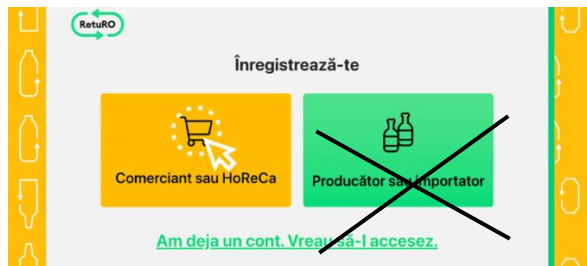 RetuRO
Înregistrează-te
Comerciant sau HoReCa
Producător sau importator
Am deja un cont. Vreau să-l accesez.